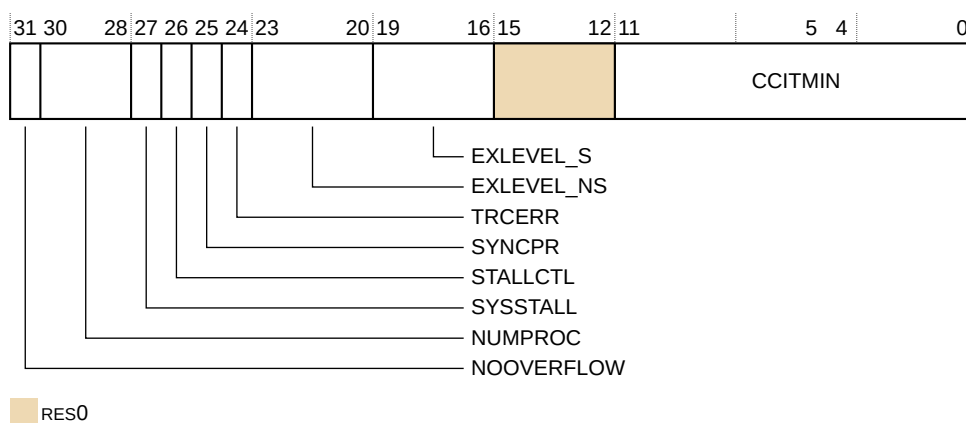 31 30 28 27 26 25 24 23 20 19 16 15 12 11 5 4 0
CCITMIN
EXLEVEL_S
EXLEVEL_NS
TRCERR
SYNCPR
STALLCTL
SYSSTALL
NUMPROC
NOOVERFLOW
RES0